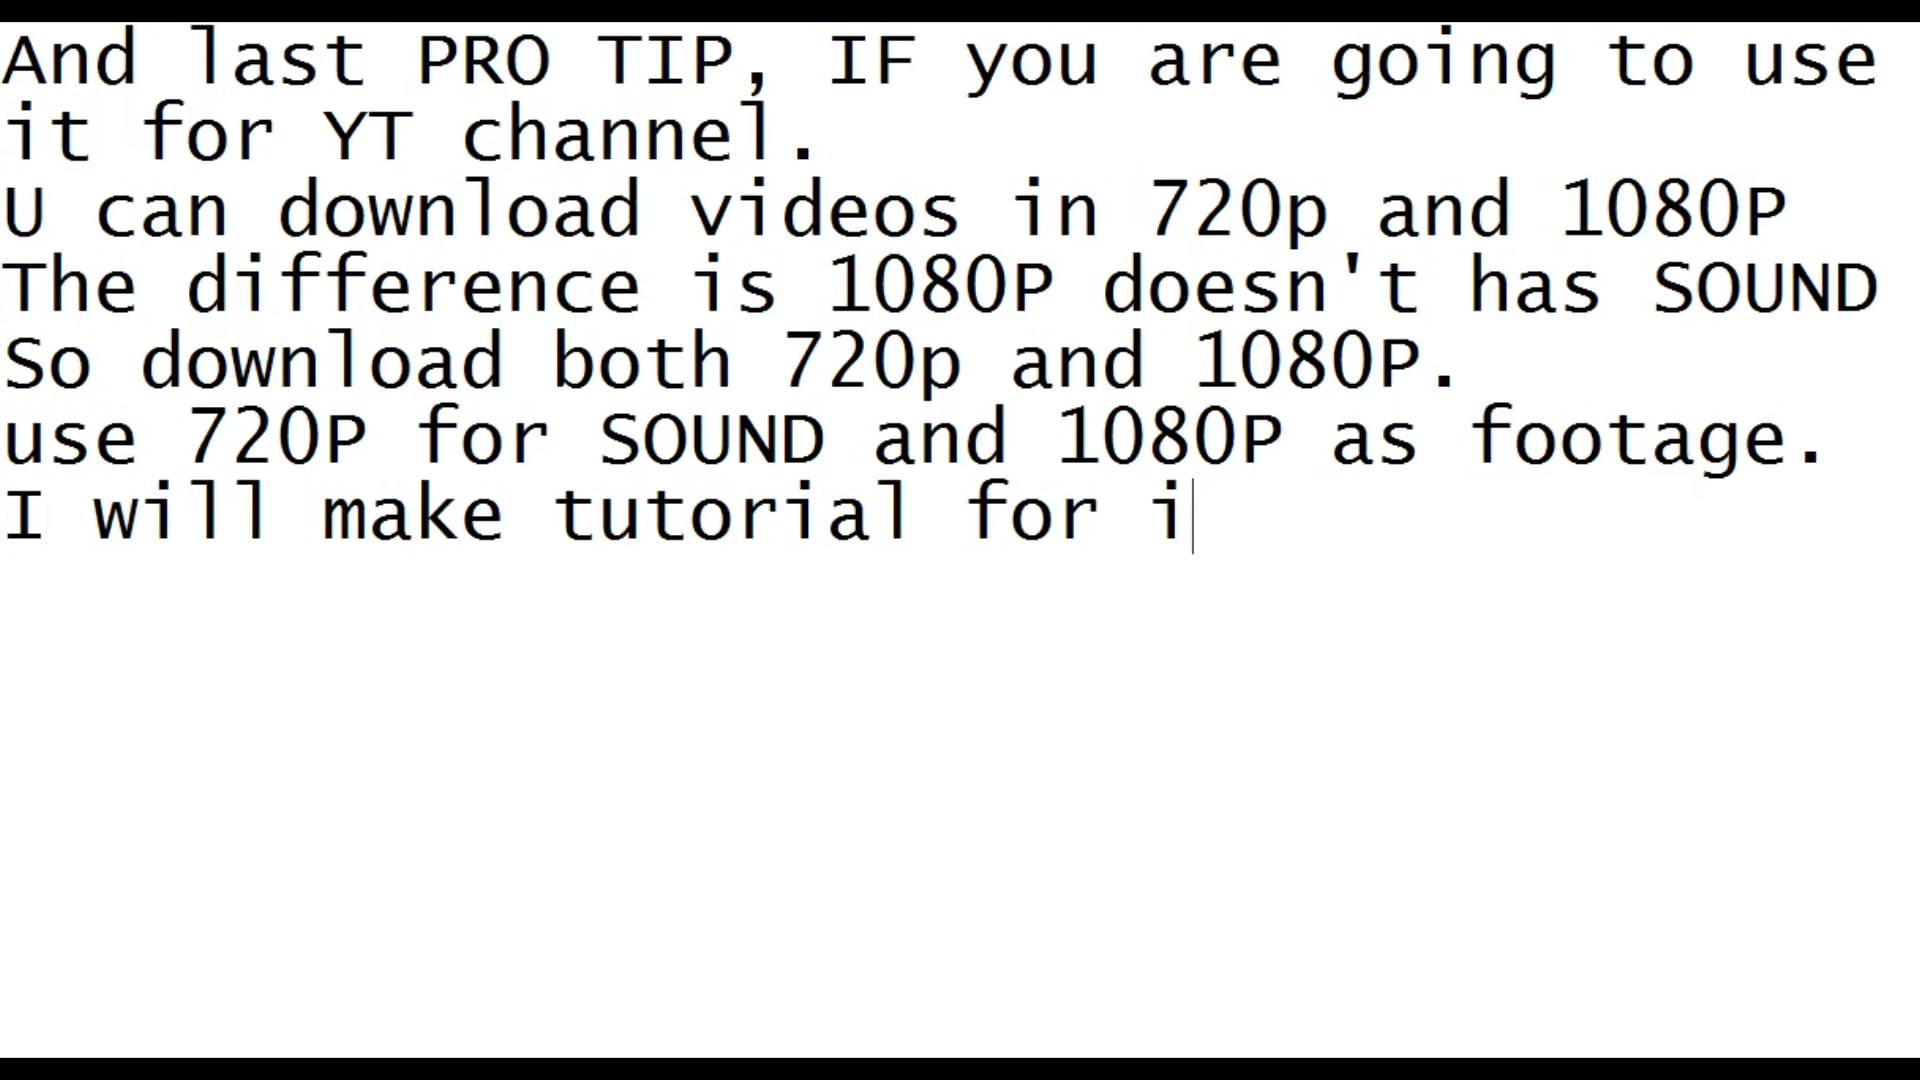 And last PRO TIP, IF you are going to use
it for YT channel.
U can download videos in 720p and 1080P
The difference is 1080P doesn't has SOUND
So download both 720p and 1080P.
use 720P for SOUND and 1080P as footage.
I will make tutorial for i